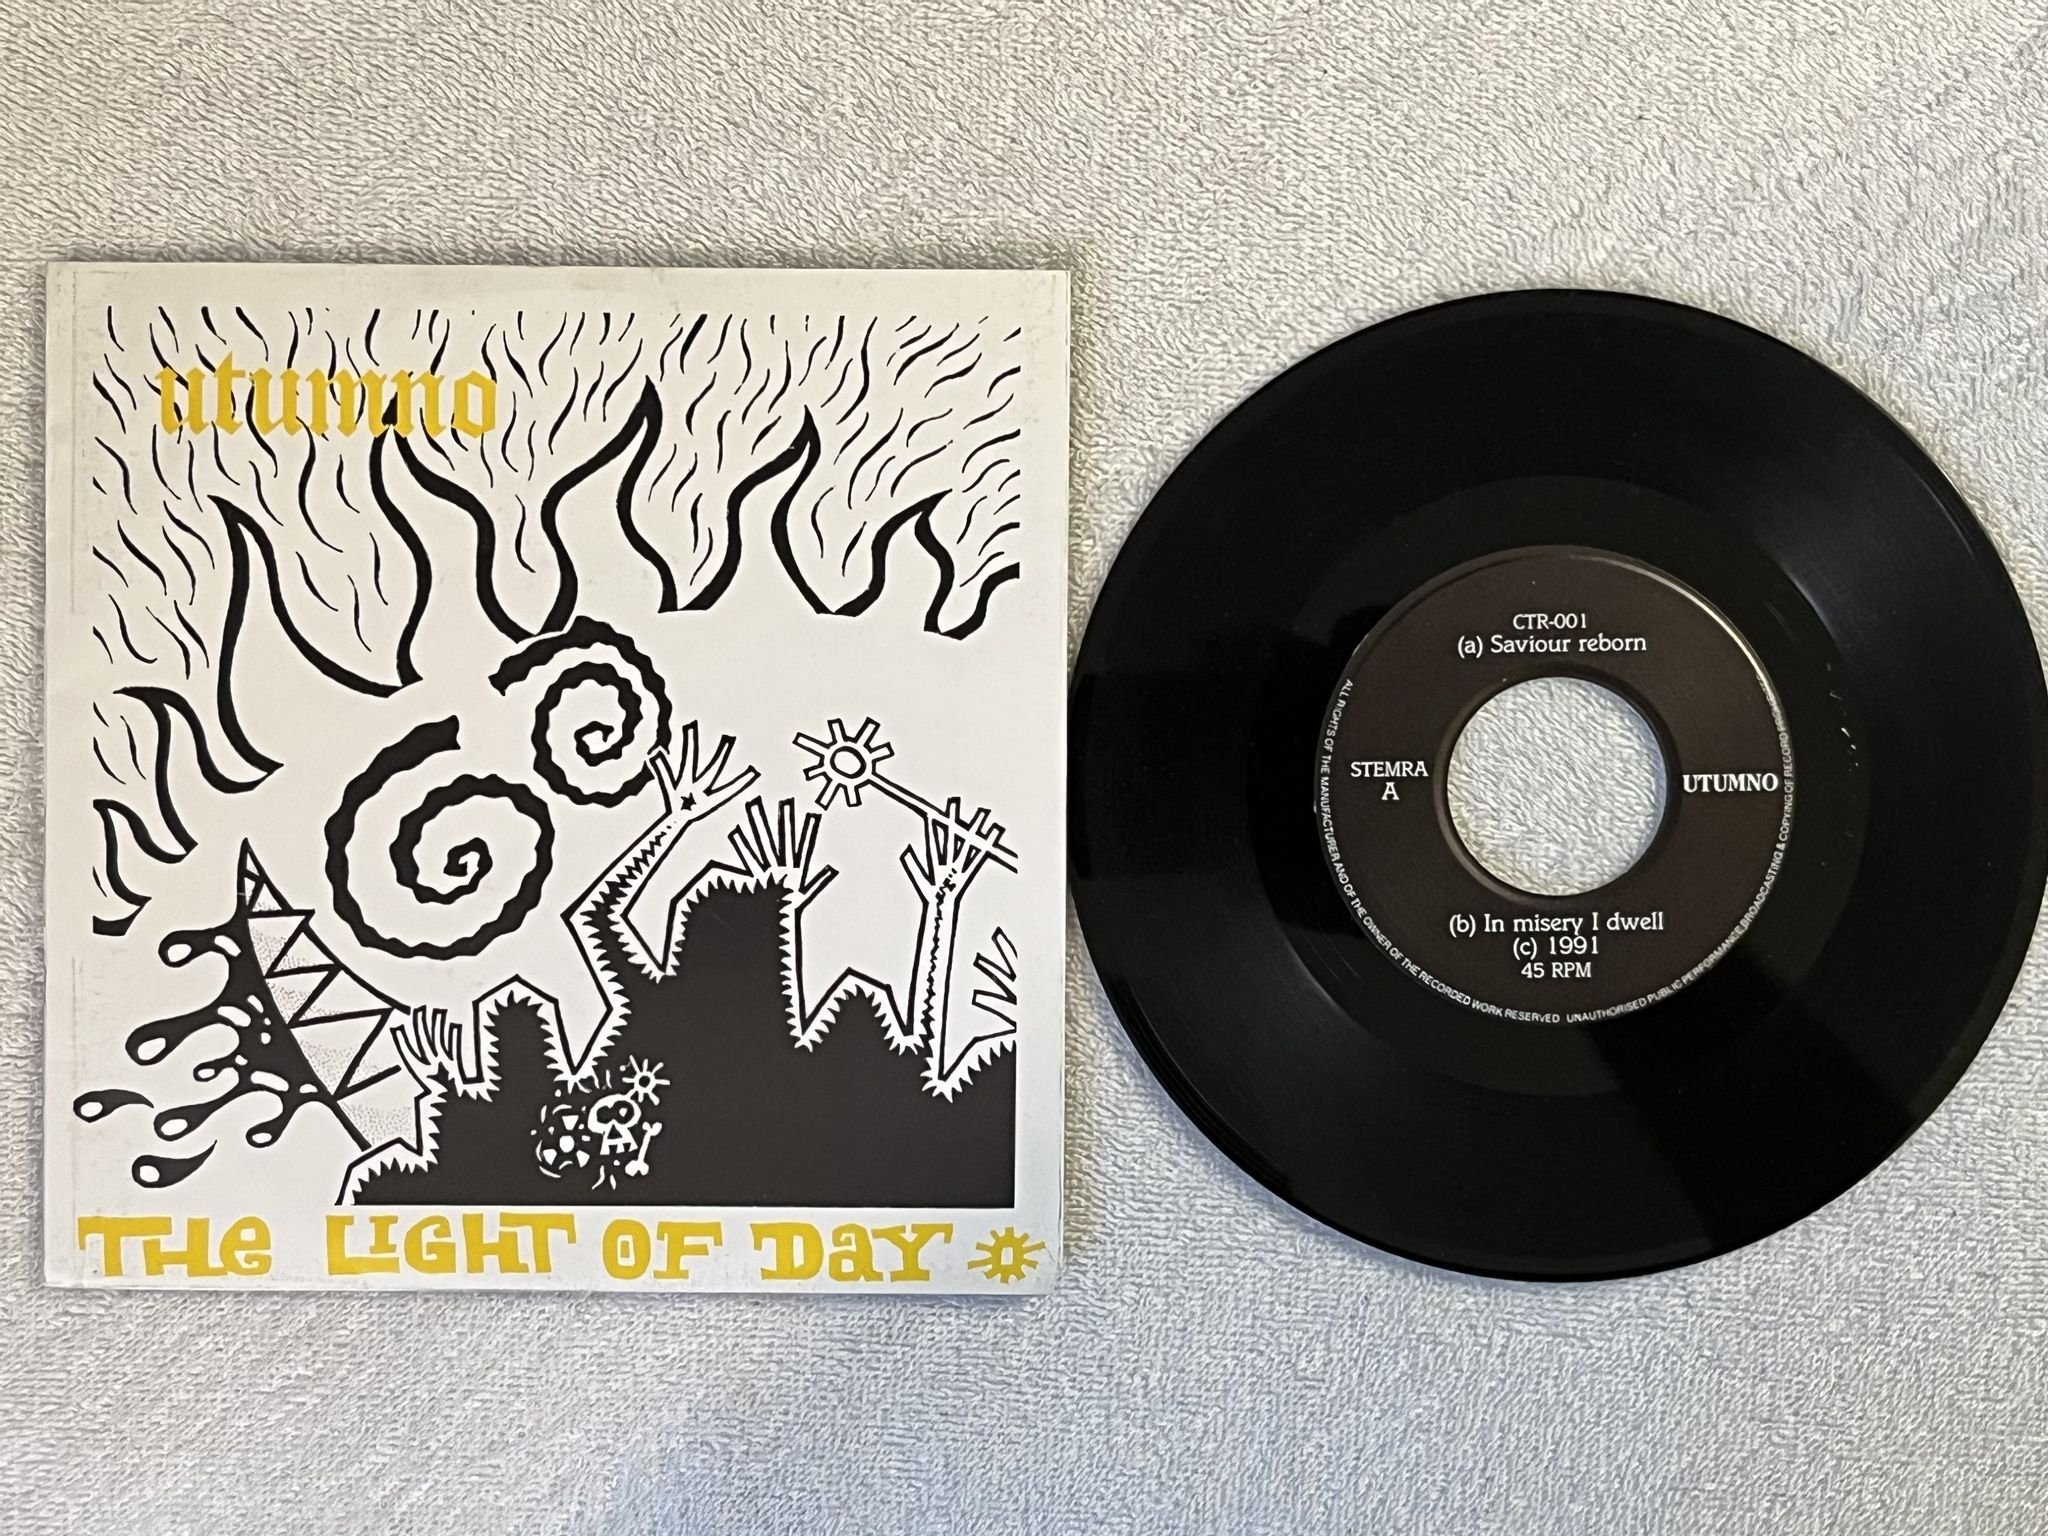 utumno
THE LIGHT OF DAY
CTR-001
(a) Saviour reborn
STEMRA
A
UTUMNO
(b) In misery I dwell
(c) 1991
45 RPM
ALL RIGHTS OF THE MANUFACTURER AND OF THE OWNER OF THE RECORDED WORK RESERVED UNAUTHORISED PUBLIC PERFORMANCE, BROADCASTING & COPYING OF RECORD